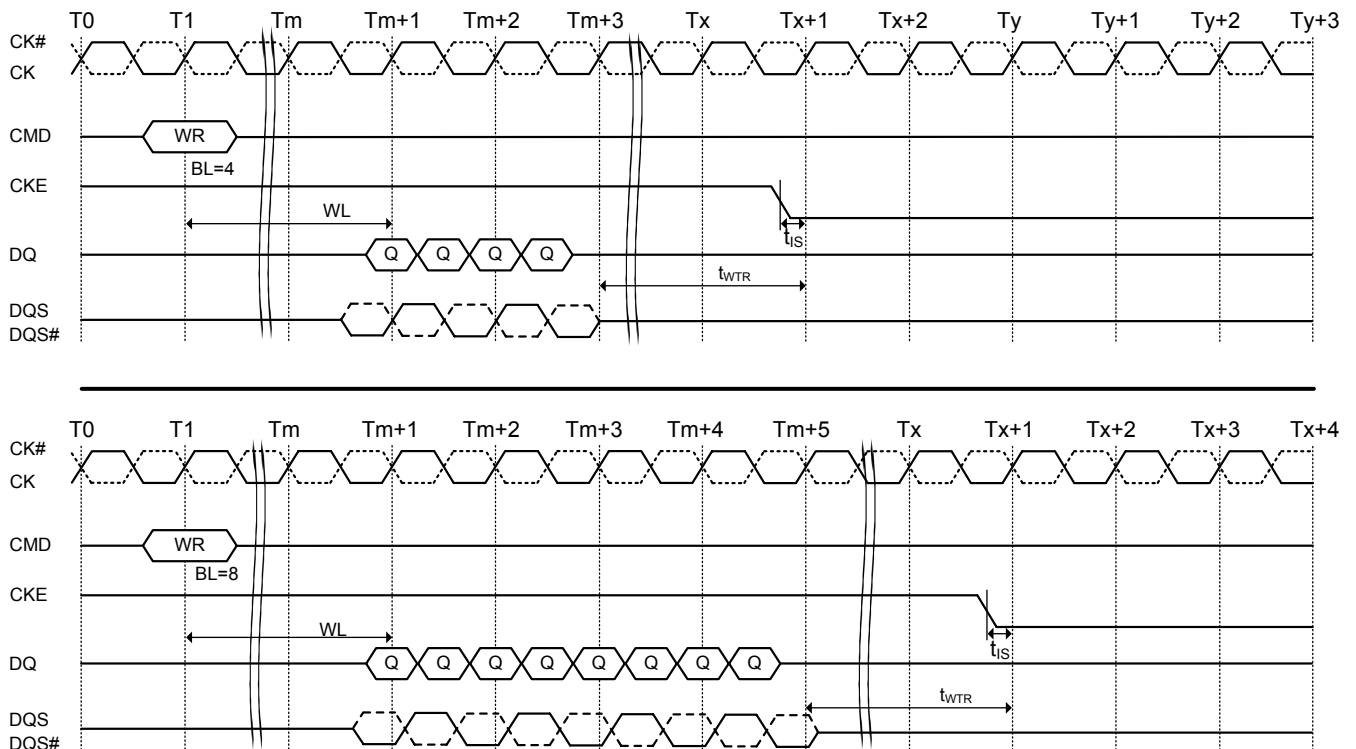 T0 T1 Tm Tm+1 Tm+2 Tm+3 Tx Tx+1 Tx+2 Ty Ty+1 Ty+2 Ty+3
CK#
CK
CMD WR
BL=4
CKE
WL
tIS
DQ Q Q Q Q
tWTR
DQS
DQS#
T0 T1 Tm Tm+1 Tm+2 Tm+3 Tm+4 Tm+5 Tx Tx+1 Tx+2 Tx+3 Tx+4
CK#
CK
CMD WR
BL=8
CKE
WL
tIS
DQ Q Q Q Q Q Q Q Q
tWTR
DQS
DQS#